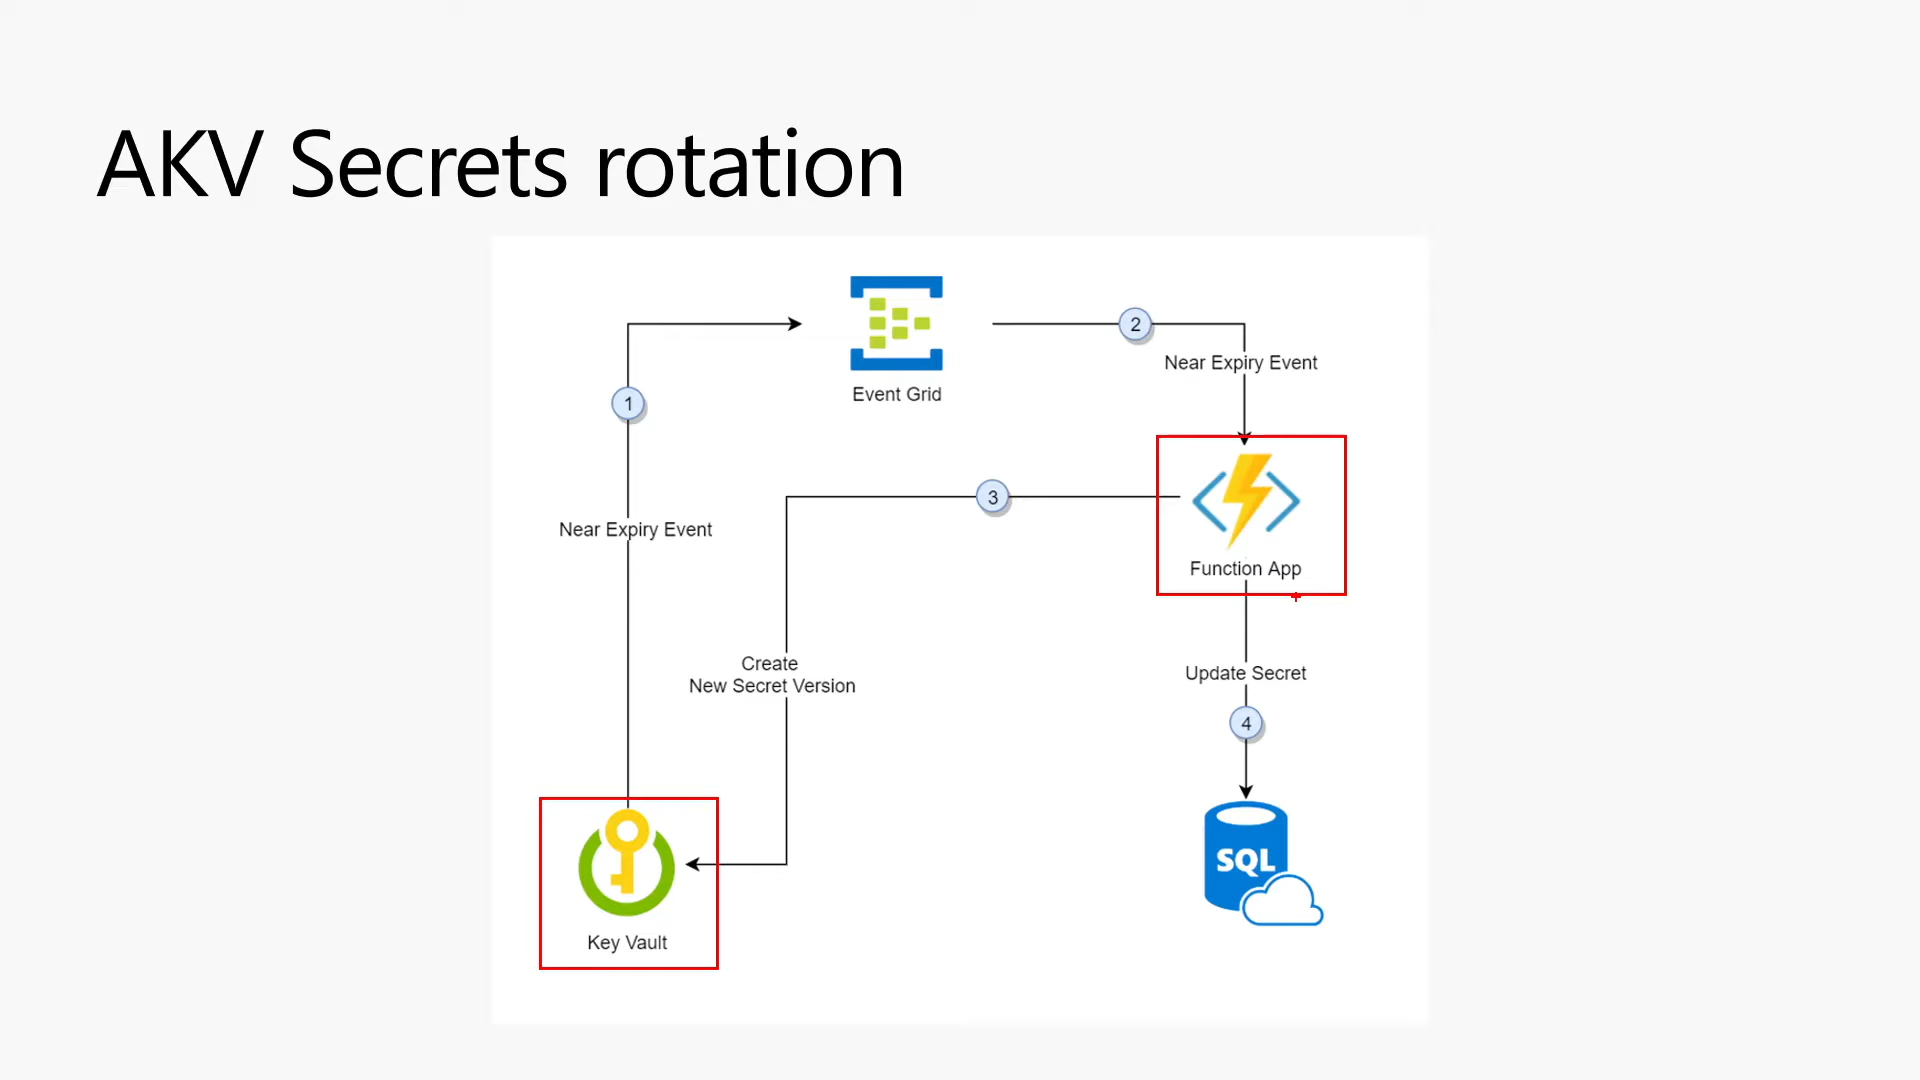 AKV Secrets rotation
Event Grid
2
Near Expiry Event
1
Near Expiry Event
3
Function App
Create
New Secret Version
Update Secret
4
SQL
Key Vault